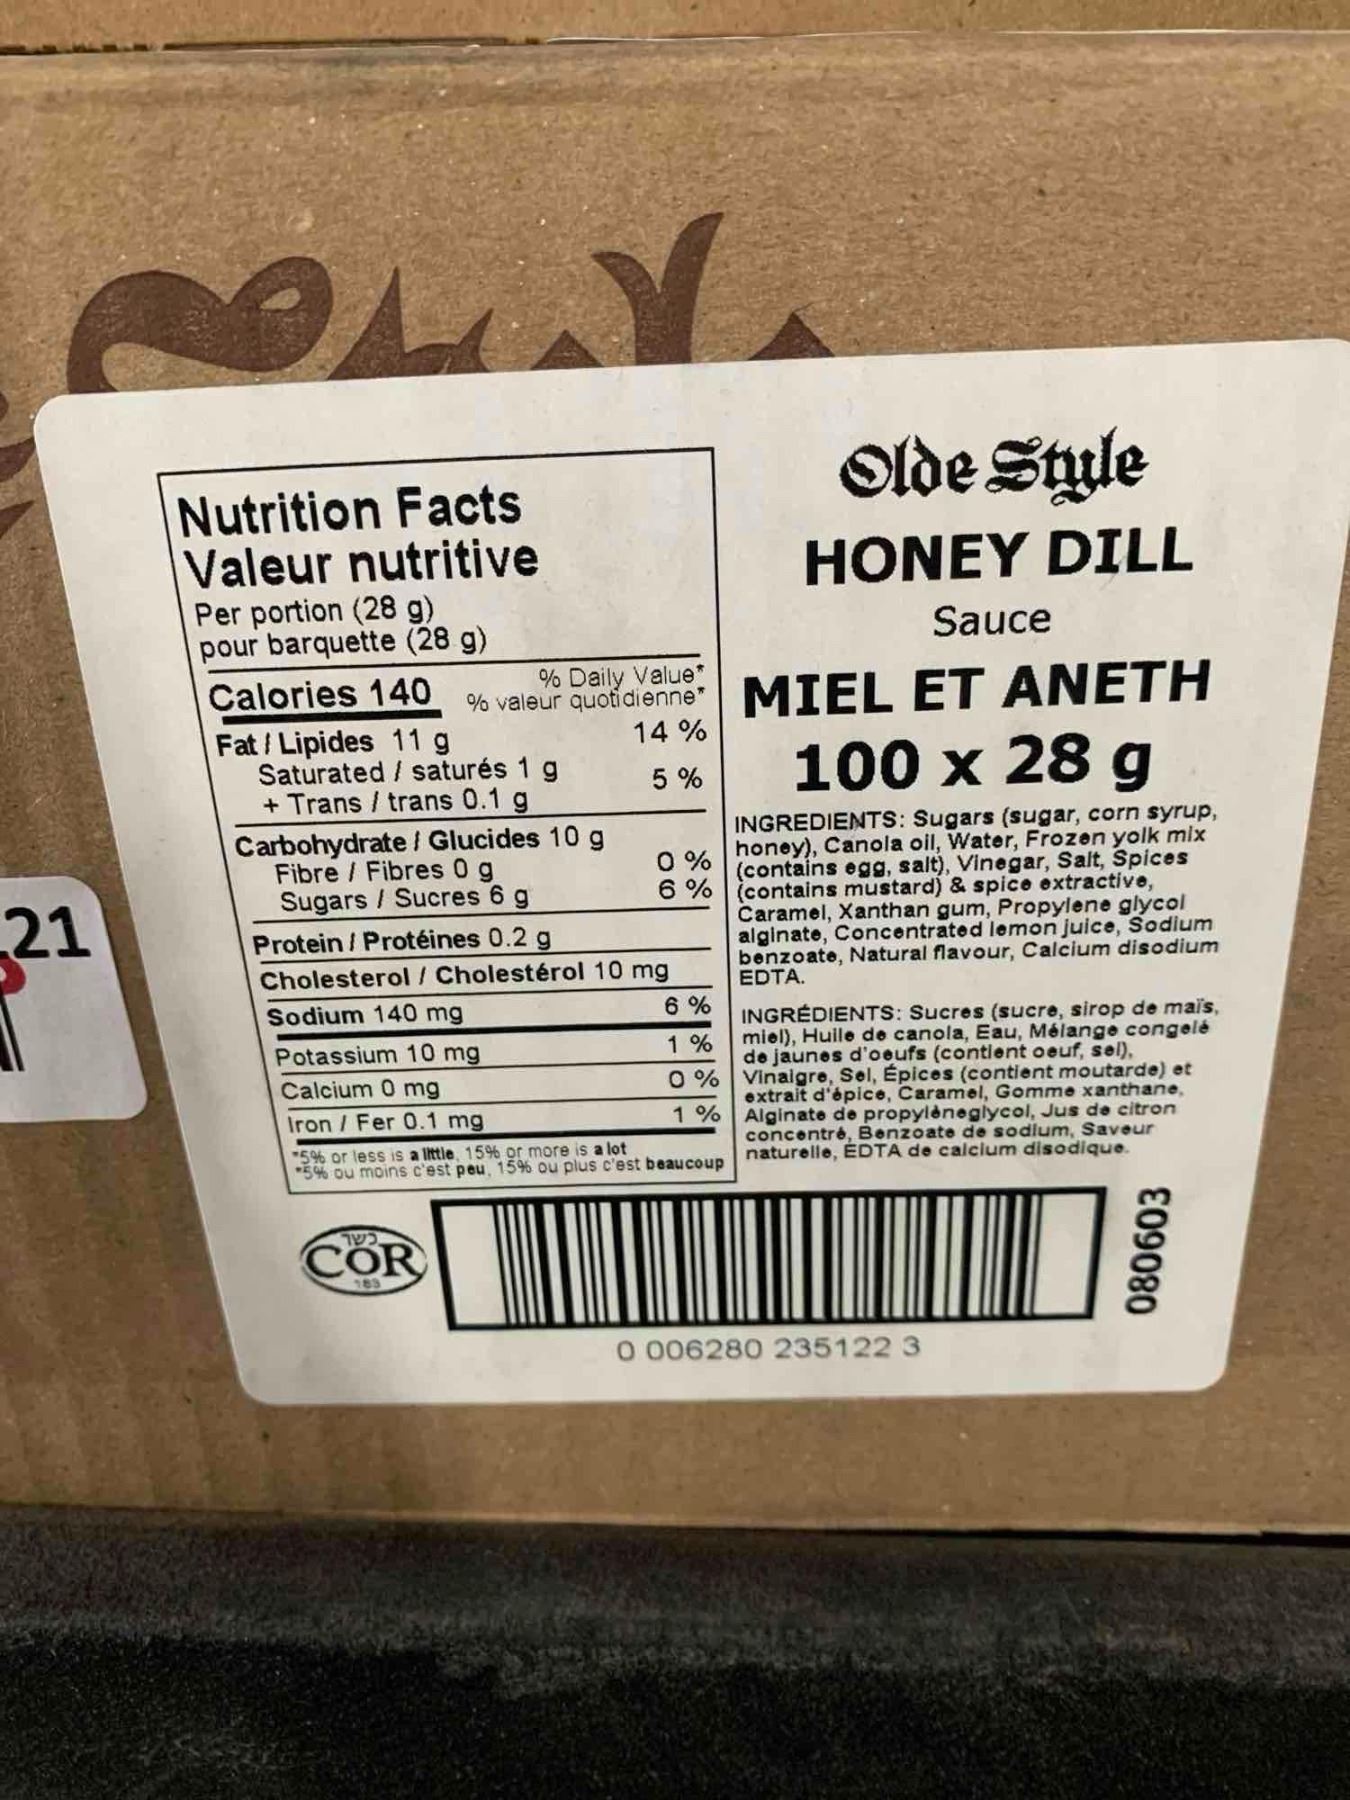 Nutrition Facts
Valeur nutritive
Per portion (28 g)
pour barquette (28 g)
% Daily Value*
Calories 140 % valeur quotidienne*
Fat / Lipides 11 g 14 %
Saturated / saturés 1 g 5 %
+ Trans / trans 0.1 g
Carbohydrate / Glucides 10 g
Fibre / Fibres 0 g 0 %
Sugars / Sucres 6 g 6 %
Protein / Protéines 0.2 g
Cholesterol / Cholestérol 10 mg
Sodium 140 mg 6 %
Potassium 10 mg 1 %
Calcium 0 mg 0 %
Iron / Fer 0.1 mg 1 %
*5% or less is a little, 15% or more is a lot
*5% ou moins c'est peu, 15% ou plus c'est beaucoup
Olde Style
HONEY DILL
Sauce
MIEL ET ANETH
100 x 28 g
INGREDIENTS: Sugars (sugar, corn syrup,
honey), Canola oil, Water, Frozen yolk mix
(contains egg, salt), Vinegar, Salt, Spices
(contains mustard) & spice extractive,
Caramel, Xanthan gum, Propylene glycol
alginate, Concentrated lemon juice, Sodium
benzoate, Natural flavour, Calcium disodium
EDTA.
INGRÉDIENTS: Sucres (sucre, sirop de maïs,
miel), Huile de canola, Eau, Mélange congelé
de jaunes d'oeufs (contient oeuf, sel),
Vinaigre, Sel, Épices (contient moutarde) et
extrait d'épice, Caramel, Gomme xanthane,
Alginate de propylèneglycol, Jus de citron
concentré, Benzoate de sodium, Saveur
naturelle, EDTA de calcium disodique.
כשר
COR
183
0 006280 235122 3
080603
21